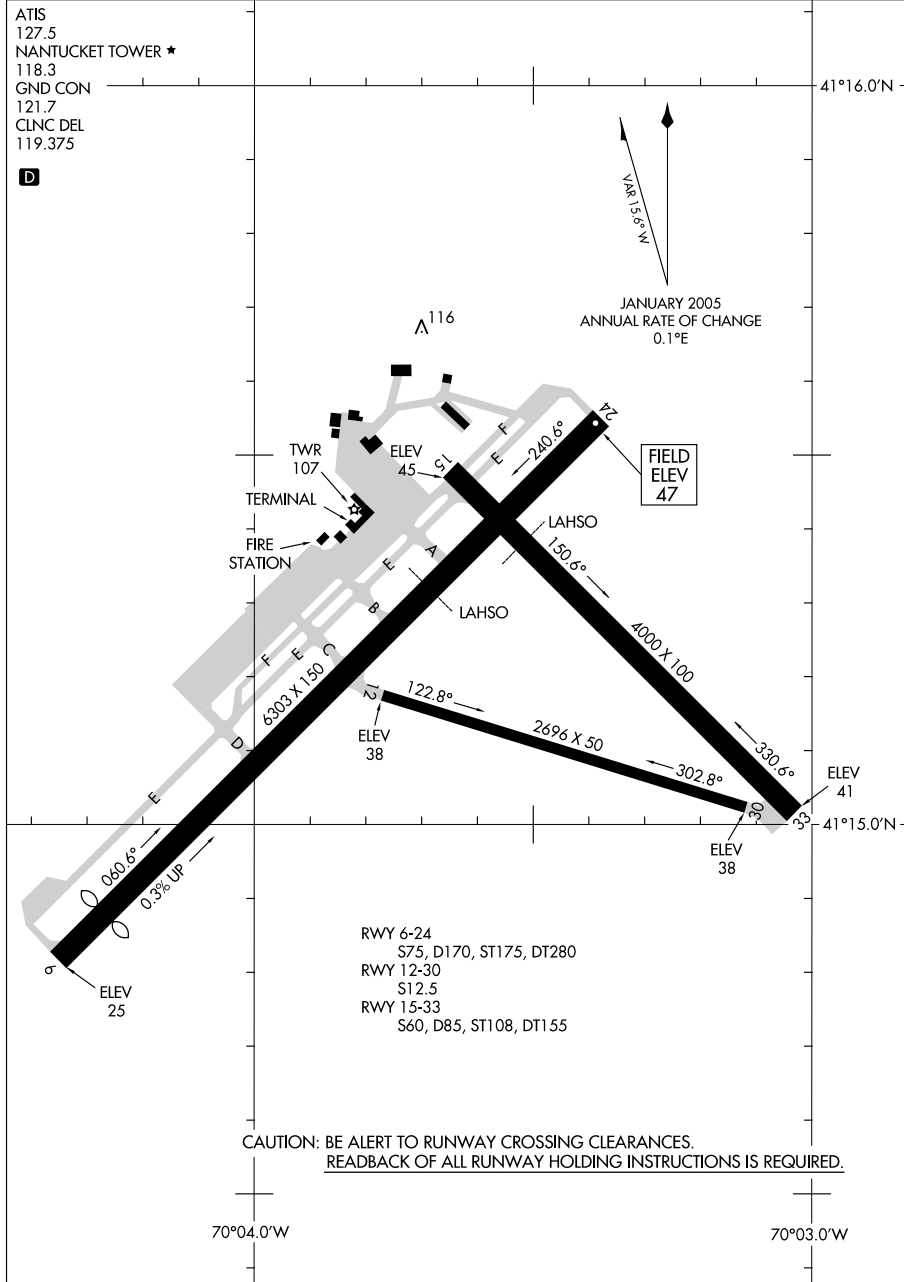 ATIS
127.5
NANTUCKET TOWER ★
118.3
GND CON
121.7
CLNC DEL
119.375
D
41°16.0'N
VAR 15.6° W
JANUARY 2005
ANNUAL RATE OF CHANGE
0.1°E
116
24
FIELD
ELEV
47
F
E
240.6°
15
ELEV
45
TWR
107
TERMINAL
FIRE
STATION
LAHSO
150.6°
A
E
B
LAHSO
4000 X 100
C
E
F
6303 X 150
12
122.8°
ELEV
38
2696 X 50
302.8°
330.6°
30
33
ELEV
41
ELEV
38
41°15.0'N
D
E
060.6°
0.3% UP
6
ELEV
25
RWY 6-24
S75, D170, ST175, DT280
RWY 12-30
S12.5
RWY 15-33
S60, D85, ST108, DT155
CAUTION: BE ALERT TO RUNWAY CROSSING CLEARANCES.
READBACK OF ALL RUNWAY HOLDING INSTRUCTIONS IS REQUIRED.
70°04.0'W
70°03.0'W